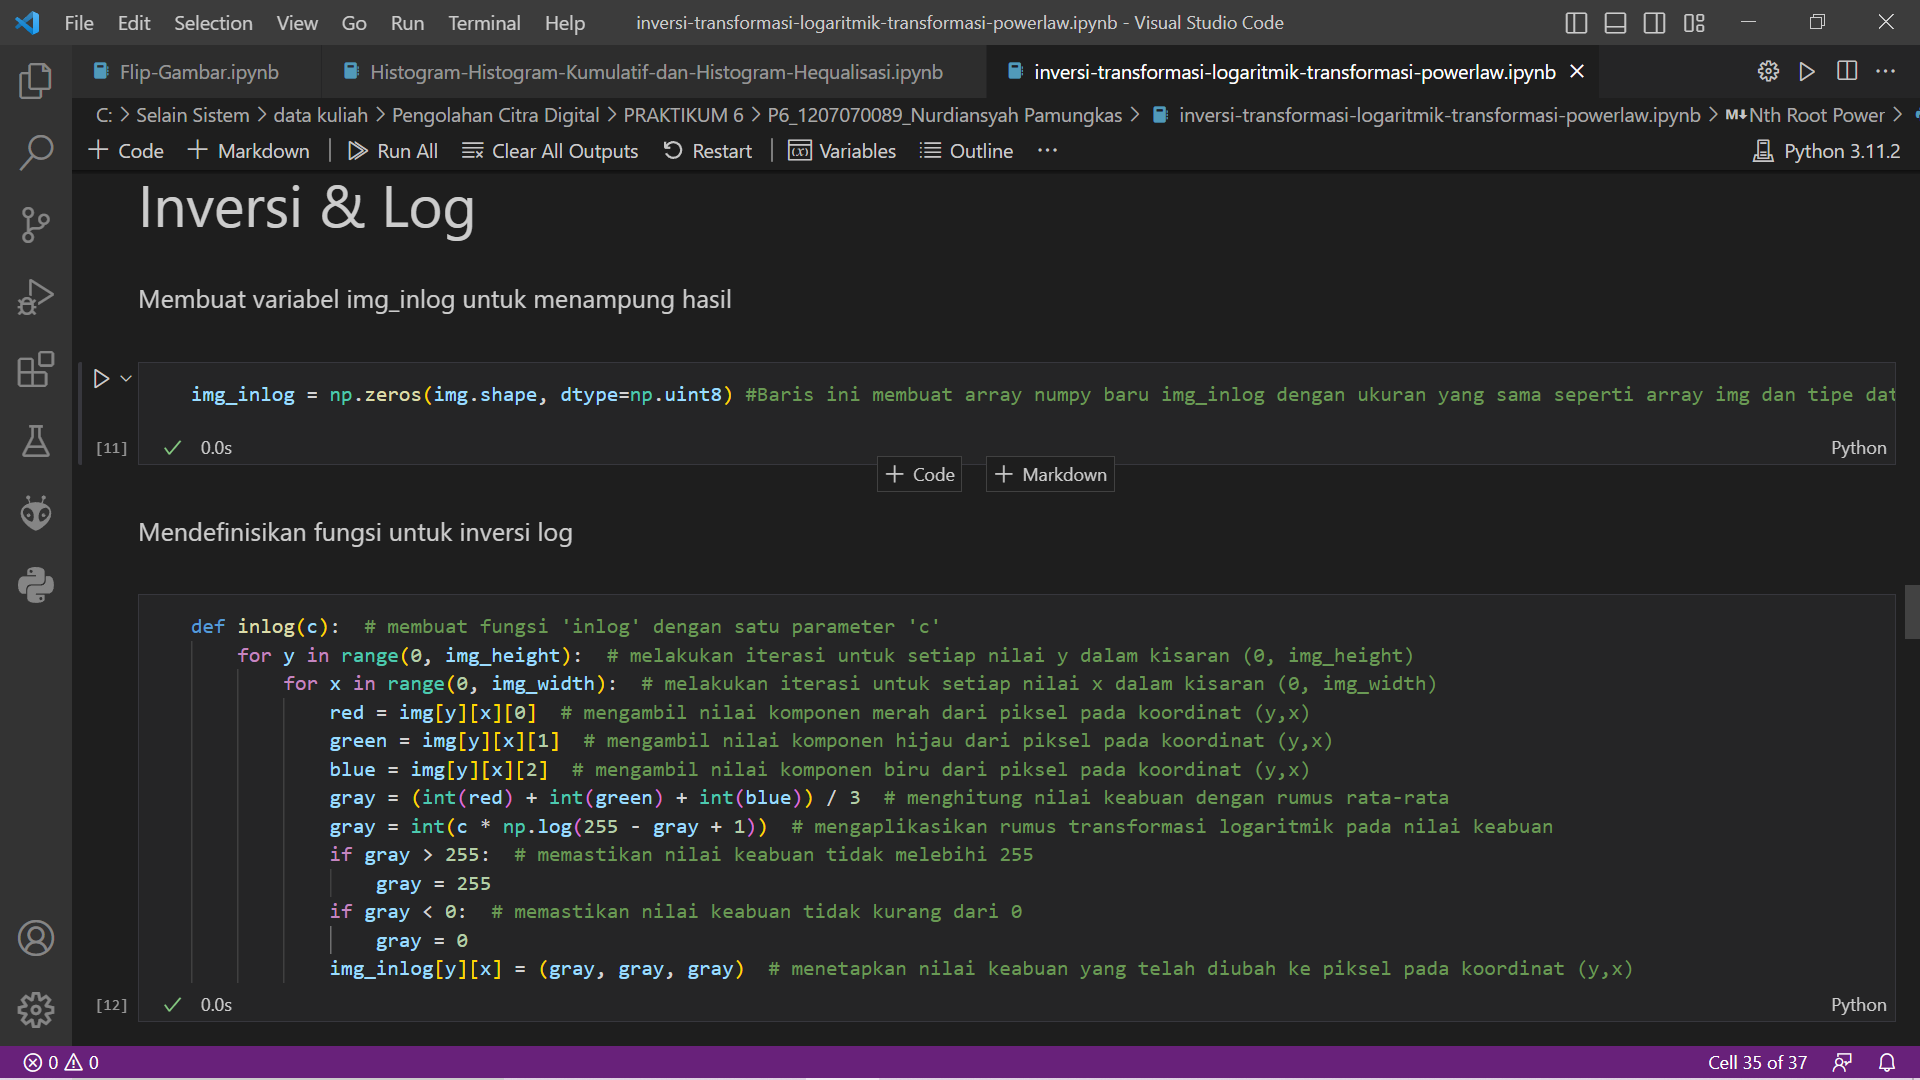 File Edit Selection View Go Run Terminal Help inversi-transformasi-logaritmik-transformasi-powerlaw.ipynb - Visual Studio Code
Flip-Gambar.ipynb Histogram-Histogram-Kumulatif-dan-Histogram-Hequalisasi.ipynb inversi-transformasi-logaritmik-transformasi-powerlaw.ipynb
C: > Selain Sistem > data kuliah > Pengolahan Citra Digital > PRAKTIKUM 6 > P6_1207070089_Nurdiansyah Pamungkas > inversi-transformasi-logaritmik-transformasi-powerlaw.ipynb > M↓Nth Root Power >
+ Code + Markdown | Run All Clear All Outputs Restart | Variables Outline ··· Python 3.11.2
Inversi & Log
Membuat variabel img_inlog untuk menampung hasil
img_inlog = np.zeros(img.shape, dtype=np.uint8) #Baris ini membuat array numpy baru img_inlog dengan ukuran yang sama seperti array img dan tipe dat
[11] ✓ 0.0s Python
+ Code + Markdown
Mendefinisikan fungsi untuk inversi log
def inlog(c):  # membuat fungsi 'inlog' dengan satu parameter 'c'
    for y in range(0, img_height):  # melakukan iterasi untuk setiap nilai y dalam kisaran (0, img_height)
        for x in range(0, img_width):  # melakukan iterasi untuk setiap nilai x dalam kisaran (0, img_width)
            red = img[y][x][0]  # mengambil nilai komponen merah dari piksel pada koordinat (y,x)
            green = img[y][x][1]  # mengambil nilai komponen hijau dari piksel pada koordinat (y,x)
            blue = img[y][x][2]  # mengambil nilai komponen biru dari piksel pada koordinat (y,x)
            gray = (int(red) + int(green) + int(blue)) / 3  # menghitung nilai keabuan dengan rumus rata-rata
            gray = int(c * np.log(255 - gray + 1))  # mengaplikasikan rumus transformasi logaritmik pada nilai keabuan
            if gray > 255:  # memastikan nilai keabuan tidak melebihi 255
                gray = 255
            if gray < 0:  # memastikan nilai keabuan tidak kurang dari 0
                gray = 0
            img_inlog[y][x] = (gray, gray, gray)  # menetapkan nilai keabuan yang telah diubah ke piksel pada koordinat (y,x)
[12] ✓ 0.0s Python
0 0 Cell 35 of 37